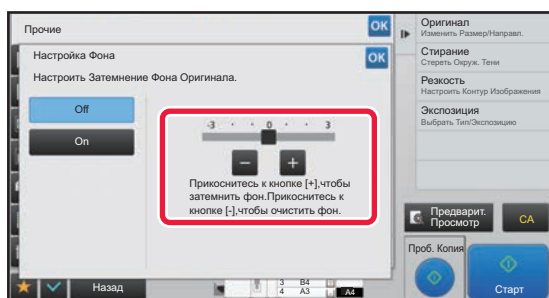 Прочие
OK
Настройка Фона
OK
Настроить Затемнение Фона Оригинала.
Off
On
-3 0 3
− +
Прикоснитесь к кнопке [+],чтобы
затемнить фон.Прикоснитесь к
кнопке [-],чтобы очистить фон.
Назад
3 B4
4 A3
A4
Оригинал
Изменить Размер/Направл.
Стирание
Стереть Окруж. Тени
Резкость
Настроить Контур Изображения
Экспозиция
Выбрать Тип/Экспозицию
Предварит.
Просмотр
CA
Проб. Копия
Старт